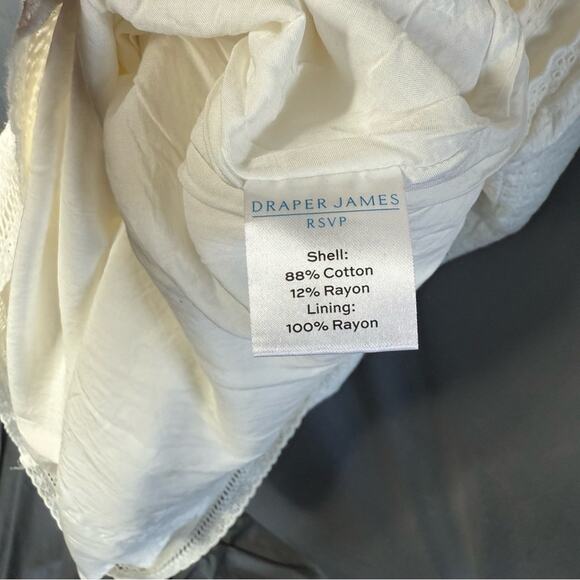 DRAPER JAMES
RSVP
Shell:
88% Cotton
12% Rayon
Lining:
100% Rayon